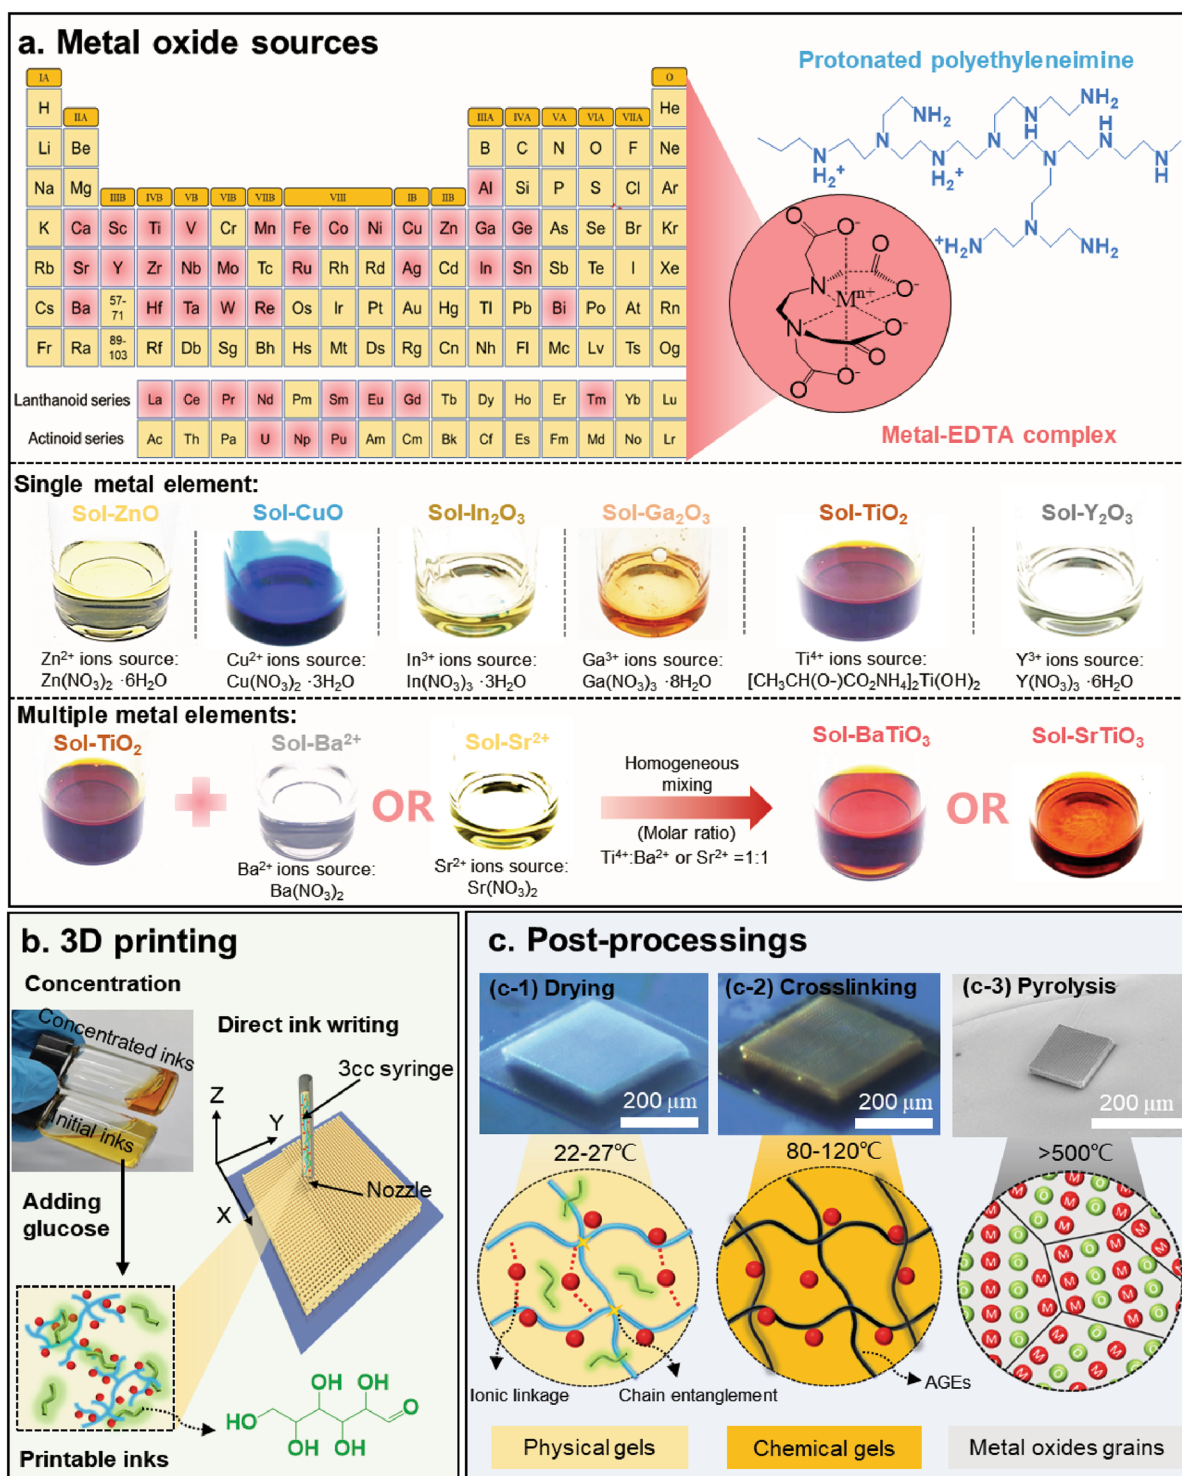 a. Metal oxide sources
Protonated polyethyleneimine
IA
O
H
IIA
IIIA IVA VA VIA VIIA
He
Li Be
B C N O F Ne
Na Mg
IIIB IVB VB VIB VIIB VIII IB IIB
Al Si P S Cl Ar
K Ca Sc Ti V Cr Mn Fe Co Ni Cu Zn Ga Ge As Se Br Kr
Rb Sr Y Zr Nb Mo Tc Ru Rh Rd Ag Cd In Sn Sb Te I Xe
Cs Ba 57-71 Hf Ta W Re Os Ir Pt Au Hg Tl Pb Bi Po At Rn
Fr Ra 89-103 Rf Db Sg Bh Hs Mt Ds Rg Cn Nh Fl Mc Lv Ts Og
Lanthanoid series La Ce Pr Nd Pm Sm Eu Gd Tb Dy Ho Er Tm Yb Lu
Actinoid series Ac Th Pa U Np Pu Am Cm Bk Cf Es Fm Md No Lr
NH₂ NH₂
N N N H H N
N H₂⁺ N H₂⁺ N N H
⁺H₂N N NH₂
O O⁻ O
N O⁻
Mⁿ⁺
N O⁻
O
O O⁻
Metal-EDTA complex
Single metal element:
Sol-ZnO Sol-CuO Sol-In₂O₃ Sol-Ga₂O₃ Sol-TiO₂ Sol-Y₂O₃
Zn²⁺ ions source: Cu²⁺ ions source: In³⁺ ions source: Ga³⁺ ions source: Ti⁴⁺ ions source: Y³⁺ ions source:
Zn(NO₃)₂ ·6H₂O Cu(NO₃)₂ ·3H₂O In(NO₃)₃ ·3H₂O Ga(NO₃)₃ ·8H₂O [CH₃CH(O-)CO₂NH₄]₂Ti(OH)₂ Y(NO₃)₃ ·6H₂O
Multiple metal elements:
Sol-TiO₂ Sol-Ba²⁺ Sol-Sr²⁺ Sol-BaTiO₃ Sol-SrTiO₃
Homogeneous
mixing
OR OR
(Molar ratio)
Ti⁴⁺:Ba²⁺ or Sr²⁺ =1:1
Ba²⁺ ions source:
Ba(NO₃)₂
Sr²⁺ ions source:
Sr(NO₃)₂
b. 3D printing
Concentration
Concentrated inks
Initial inks
Direct ink writing
3cc syringe
Z
Y
X
Nozzle
Adding
glucose
Printable inks
OH OH
HO O
OH OH
OH
c. Post-processings
(c-1) Drying (c-2) Crosslinking (c-3) Pyrolysis
200 μm 200 μm 200 μm
22-27℃ 80-120℃ >500℃
M O
Ionic linkage Chain entanglement
AGEs
Physical gels Chemical gels Metal oxides grains